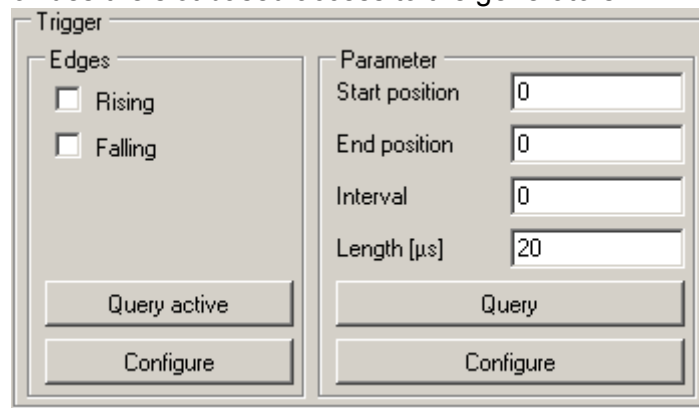 Trigger
Edges
Rising
Falling
Query active
Configure
Parameter
Start position 0
End position 0
Interval 0
Length [µs] 20
Query
Configure